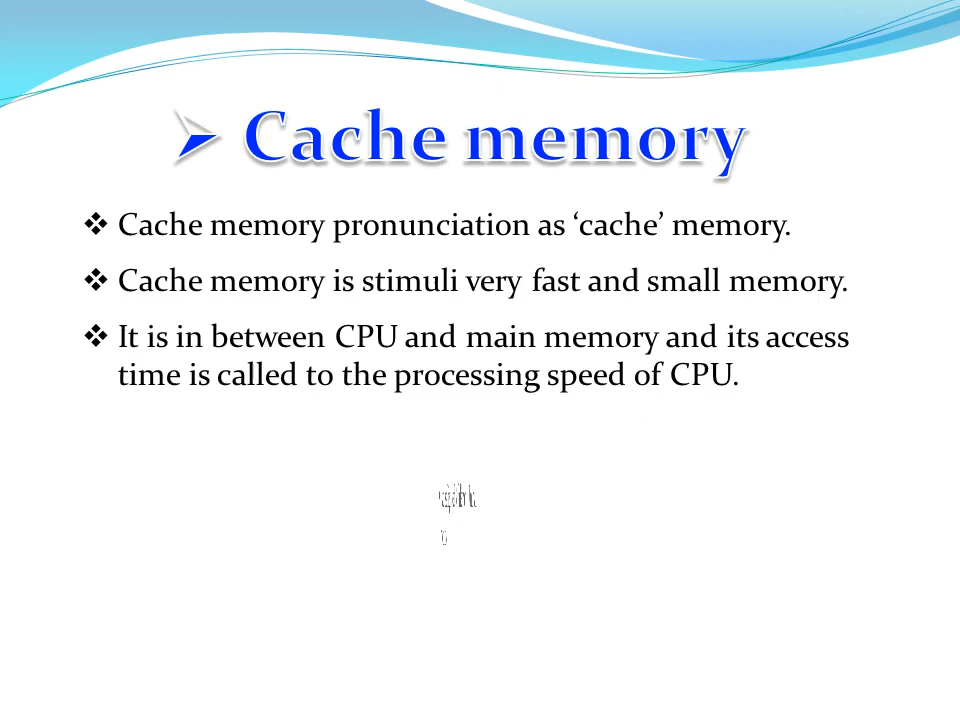 ➢ Cache memory
❖ Cache memory pronunciation as ‘cache’ memory.
❖ Cache memory is stimuli very fast and small memory.
❖ It is in between CPU and main memory and its access
time is called to the processing speed of CPU.